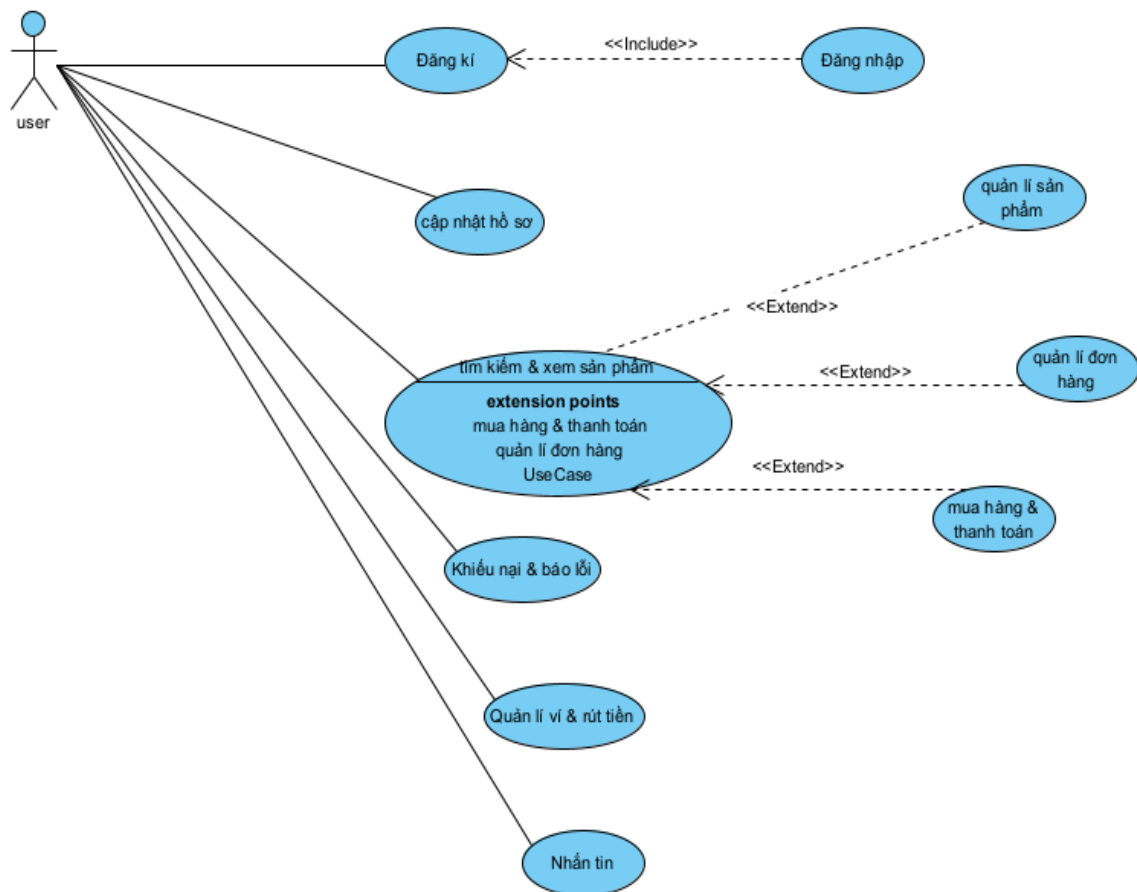 Đăng kí
<<Include>>
Đăng nhập
user
cập nhật hồ sơ
quản lí sản
phẩm
<<Extend>>
tìm kiếm & xem sản phẩm
extension points
mua hàng & thanh toán
quản lí đơn hàng
UseCase
<<Extend>>
quản lí đơn
hàng
<<Extend>>
mua hàng &
thanh toán
Khiếu nại & báo lỗi
Quản lí ví & rút tiền
Nhắn tin